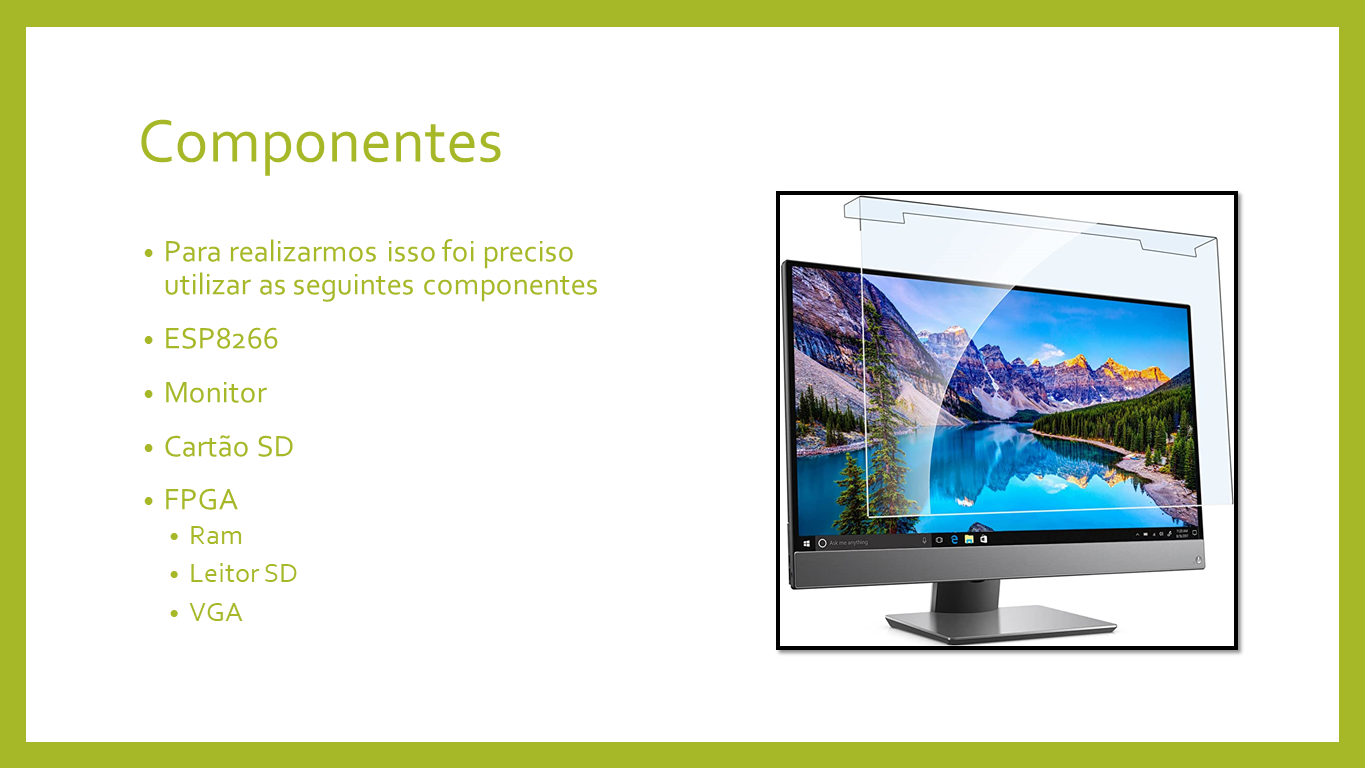 Componentes
• Para realizarmos isso foi preciso
utilizar as seguintes componentes
• ESP8266
• Monitor
• Cartão SD
• FPGA
• Ram
• Leitor SD
• VGA
Ask me anything